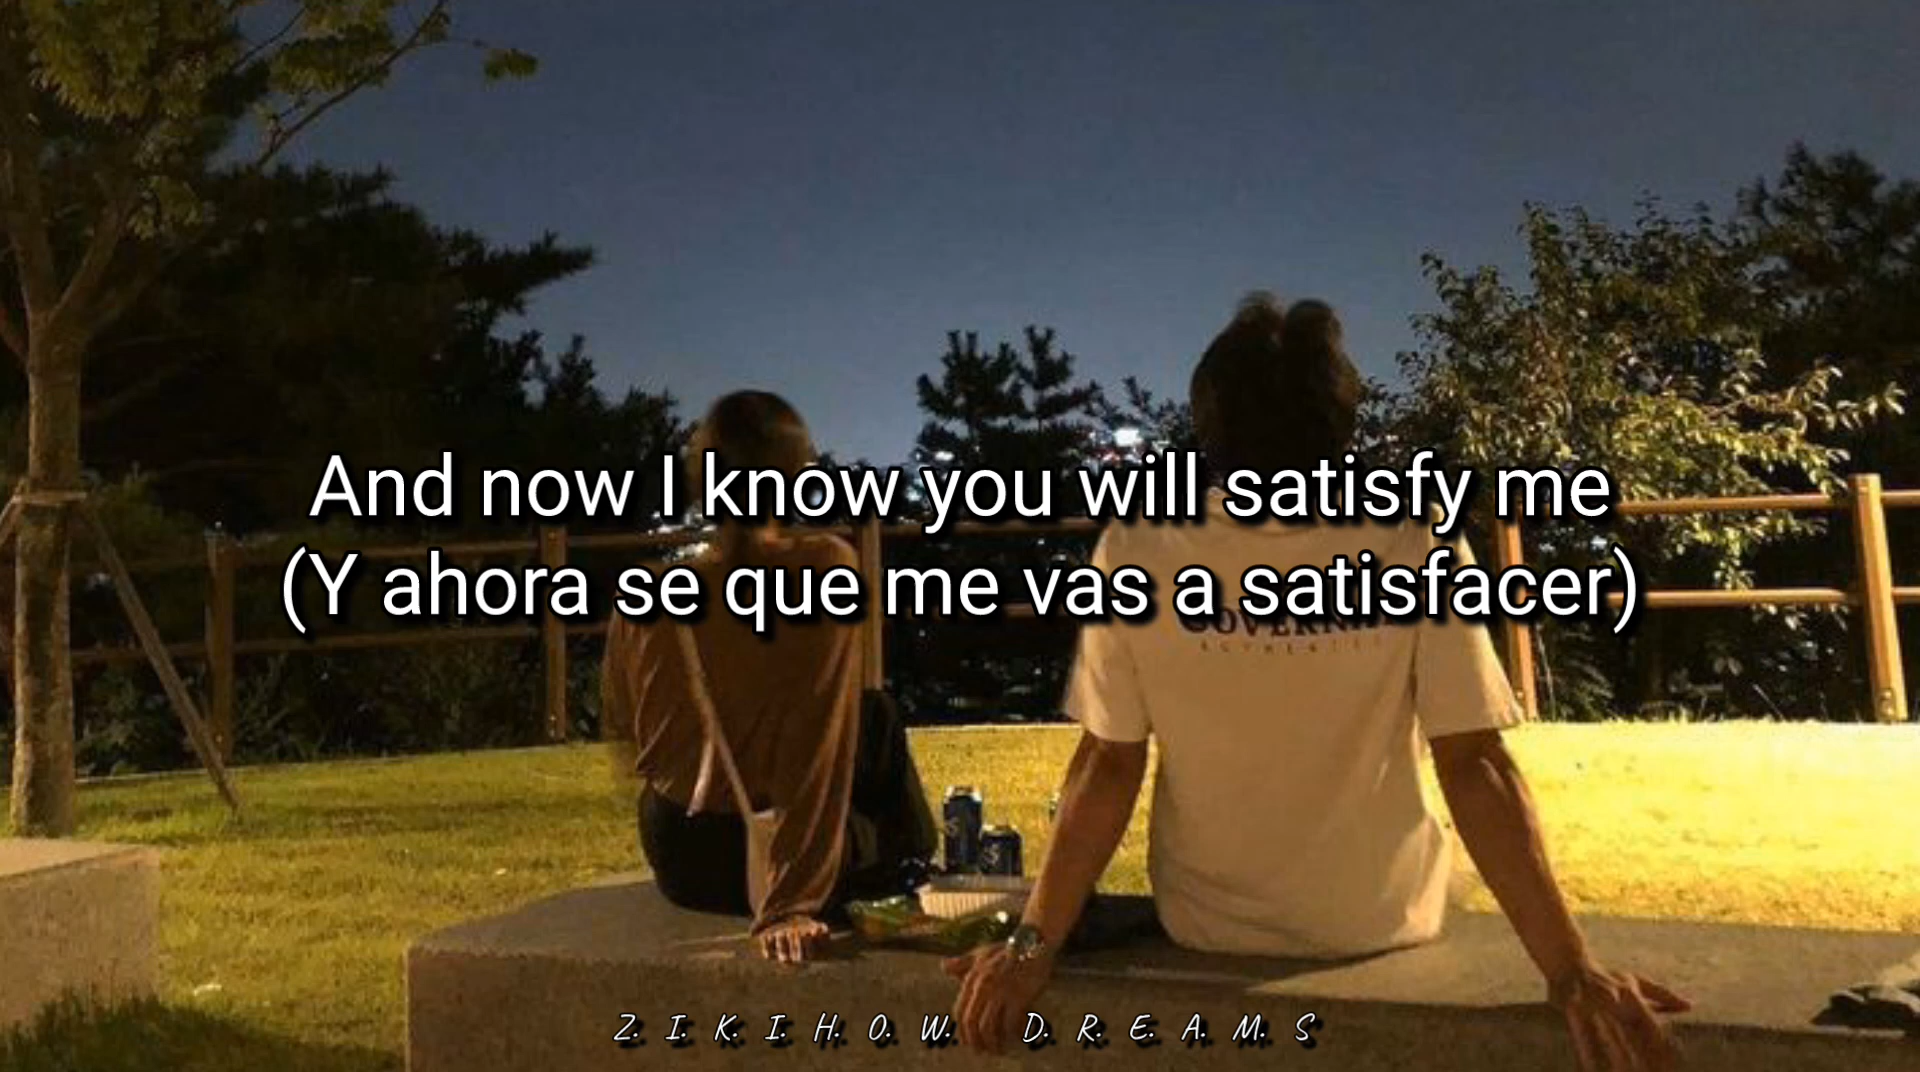 And now I know you will satisfy me
(Y ahora se que me vas a satisfacer)
Z. I. K. I. H. O. W. D. R. E. A. M. S